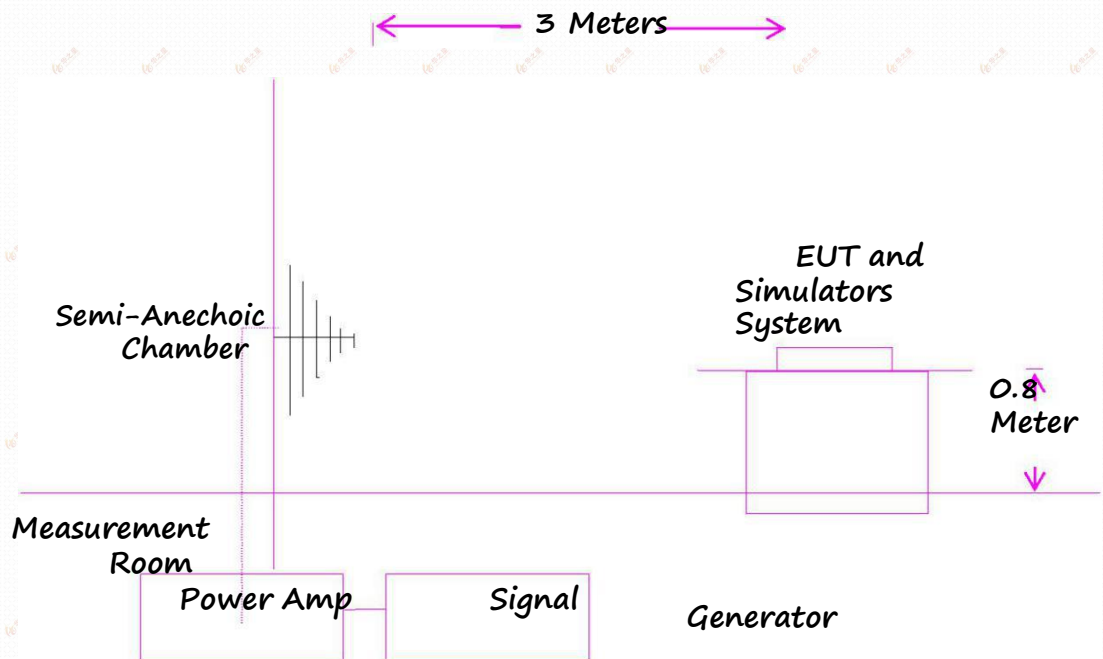 3 Meters
EUT and
Simulators
System
Semi-Anechoic
Chamber
0.8
Meter
Measurement
Room
Power Amp
Signal
Generator